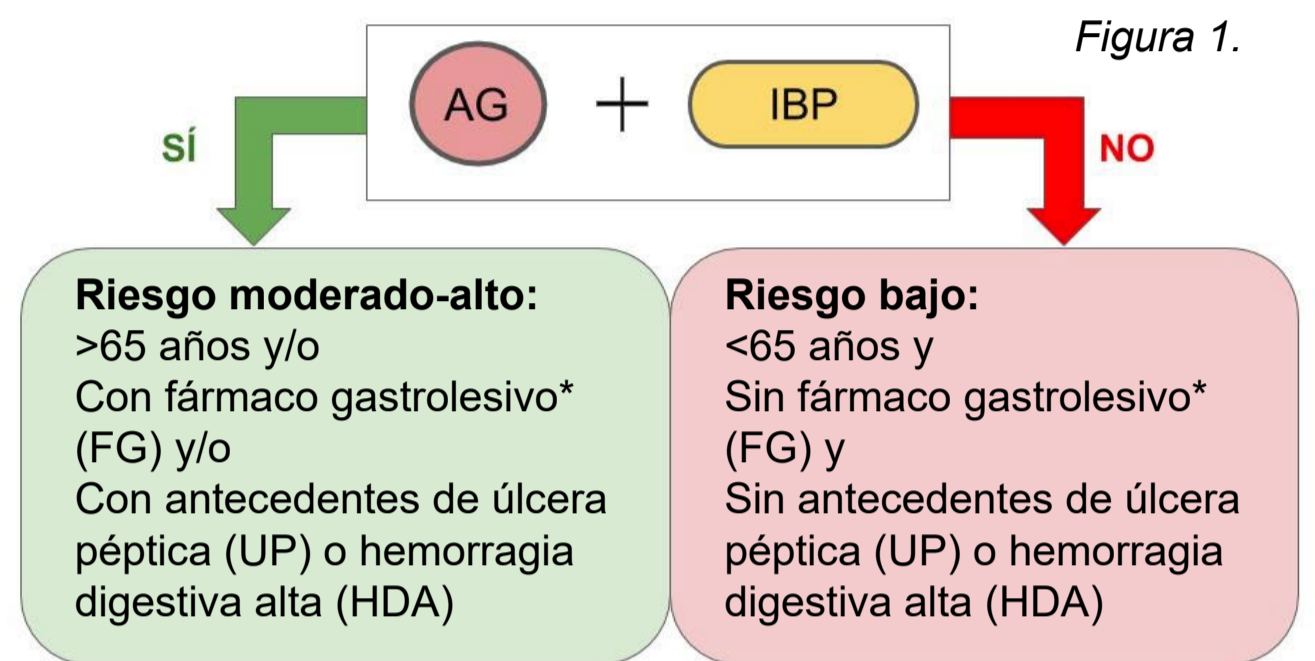 Figura 1.
AG + IBP
SÍ
NO
Riesgo moderado-alto:
>65 años y/o
Con fármaco gastrolesivo*
(FG) y/o
Con antecedentes de úlcera
péptica (UP) o hemorragia
digestiva alta (HDA)
Riesgo bajo:
<65 años y
Sin fármaco gastrolesivo*
(FG) y
Sin antecedentes de úlcera
péptica (UP) o hemorragia
digestiva alta (HDA)